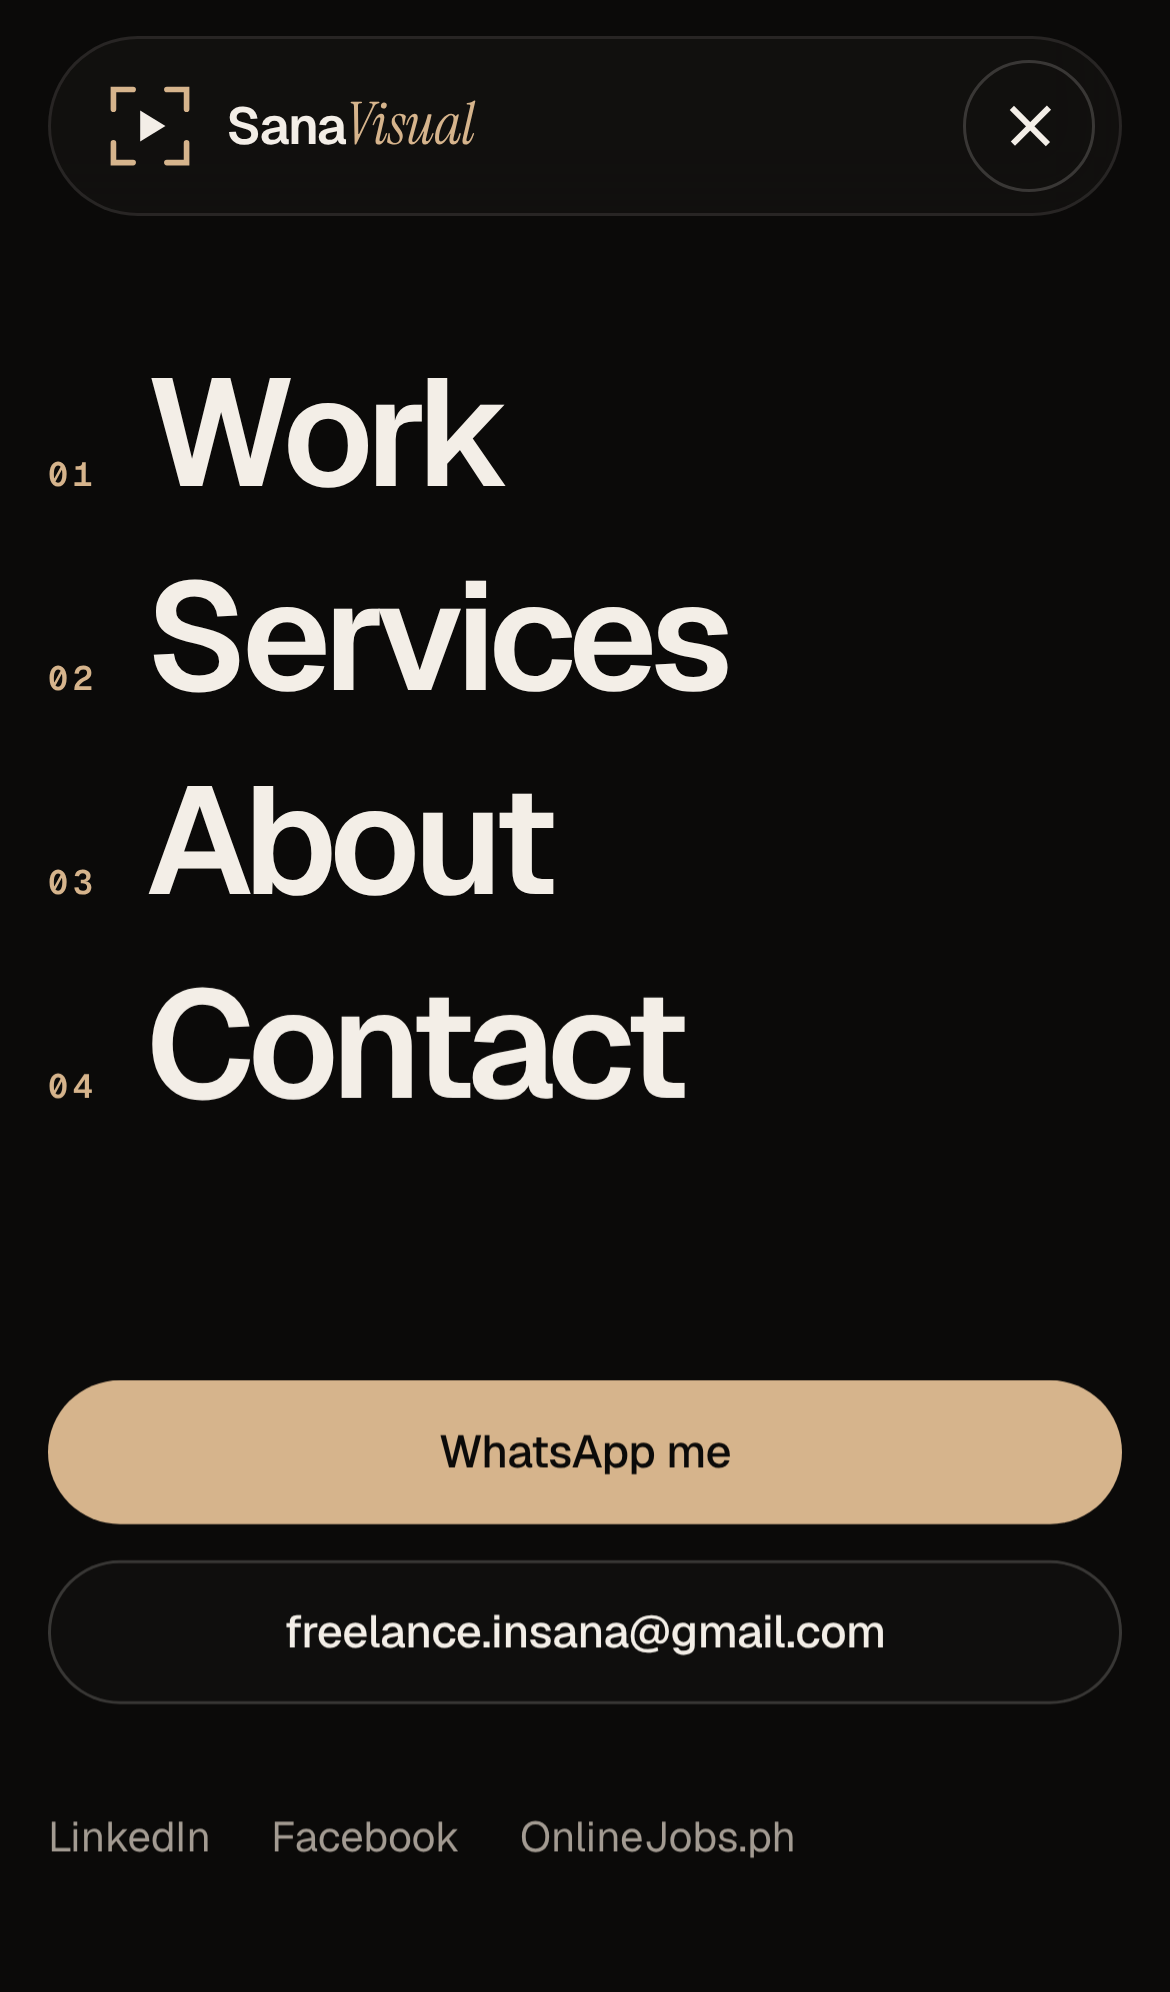 SanaVisual
01 Work
02 Services
03 About
04 Contact
WhatsApp me
freelance.insana@gmail.com
LinkedIn Facebook OnlineJobs.ph